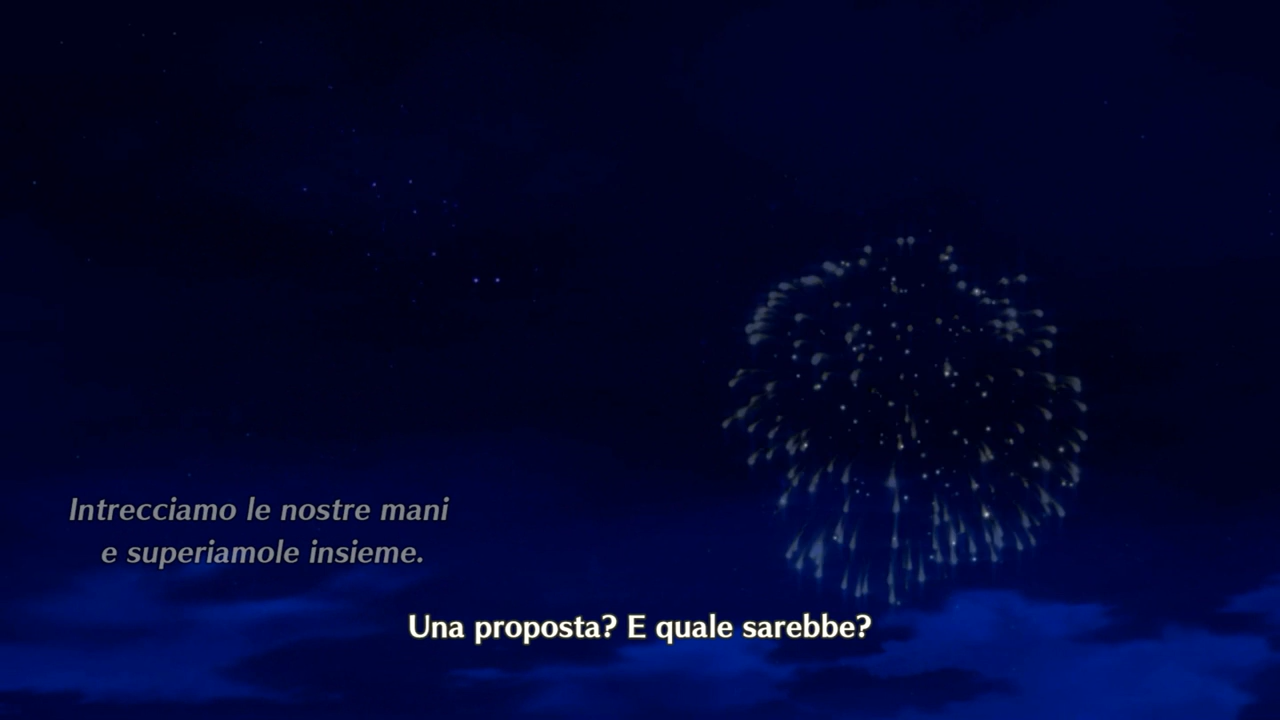 Intrecciamo le nostre mani
e superiamole insieme.
Una proposta? E quale sarebbe?